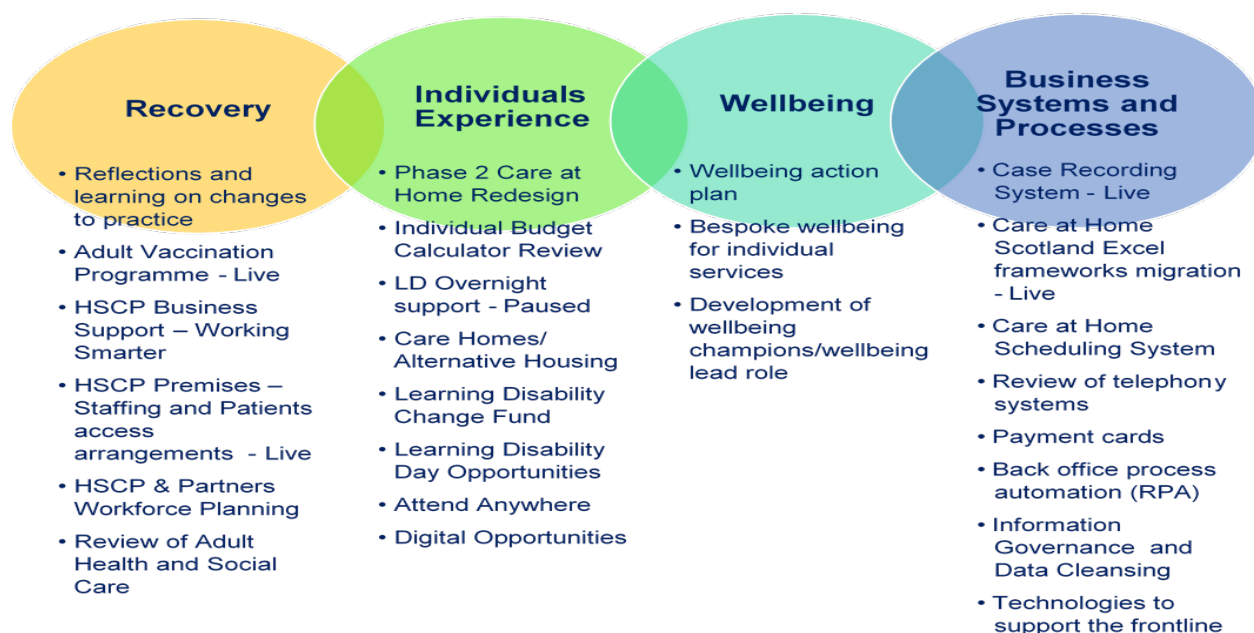 Recovery
• Reflections and
learning on changes
to practice
• Adult Vaccination
Programme - Live
• HSCP Business
Support – Working
Smarter
• HSCP Premises –
Staffing and Patients
access
arrangements - Live
• HSCP & Partners
Workforce Planning
• Review of Adult
Health and Social
Care
Individuals
Experience
• Phase 2 Care at
Home Redesign
• Individual Budget
Calculator Review
• LD Overnight
support - Paused
• Care Homes/
Alternative Housing
• Learning Disability
Change Fund
• Learning Disability
Day Opportunities
• Attend Anywhere
• Digital Opportunities
Wellbeing
• Wellbeing action
plan
• Bespoke wellbeing
for individual
services
• Development of
wellbeing
champions/wellbeing
lead role
Business
Systems and
Processes
• Case Recording
System - Live
• Care at Home
Scotland Excel
frameworks migration
- Live
• Care at Home
Scheduling System
• Review of telephony
systems
• Payment cards
• Back office process
automation (RPA)
• Information
Governance and
Data Cleansing
• Technologies to
support the frontline